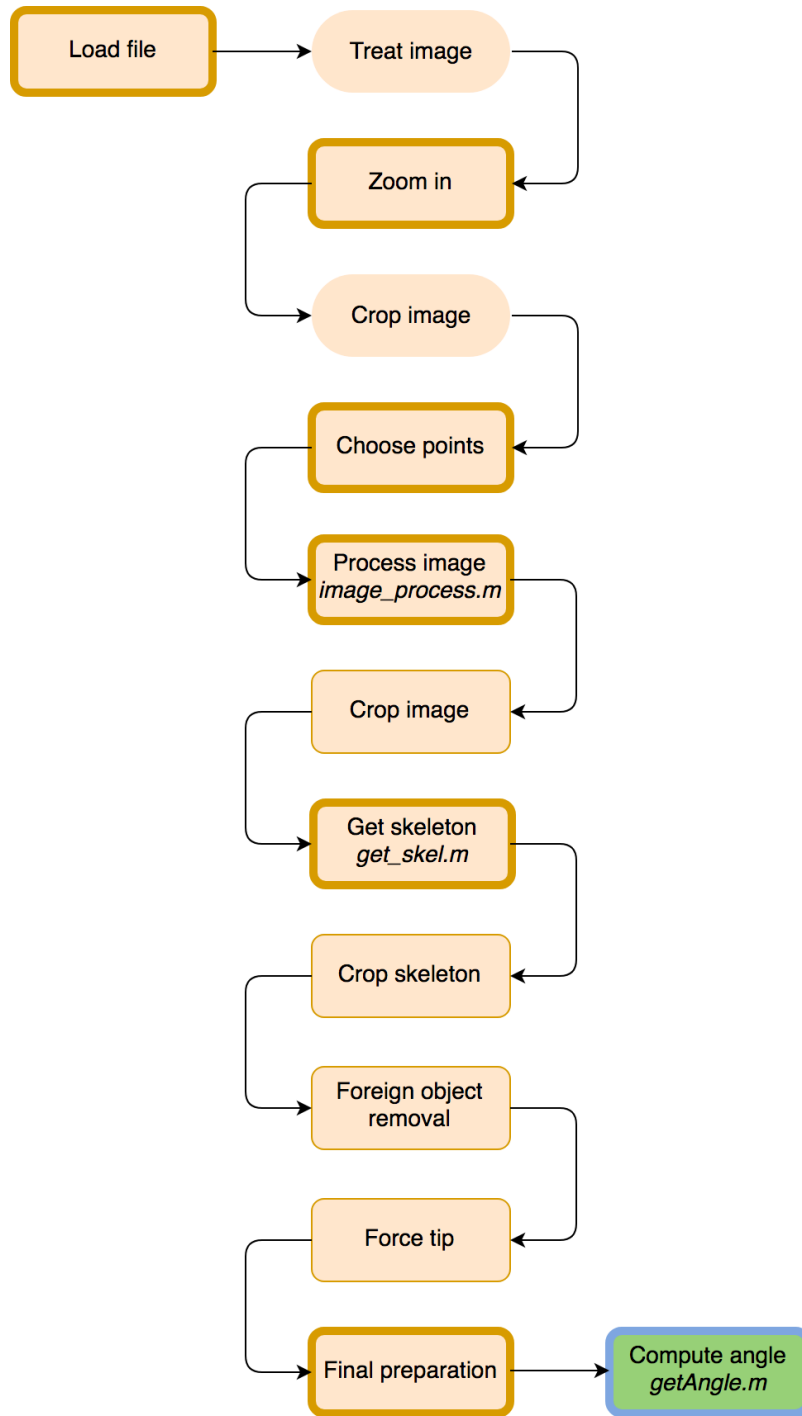 Load file
Treat image
Zoom in
Crop image
Choose points
Process image
image_process.m
Crop image
Get skeleton
get_skel.m
Crop skeleton
Foreign object
removal
Force tip
Final preparation
Compute angle
getAngle.m